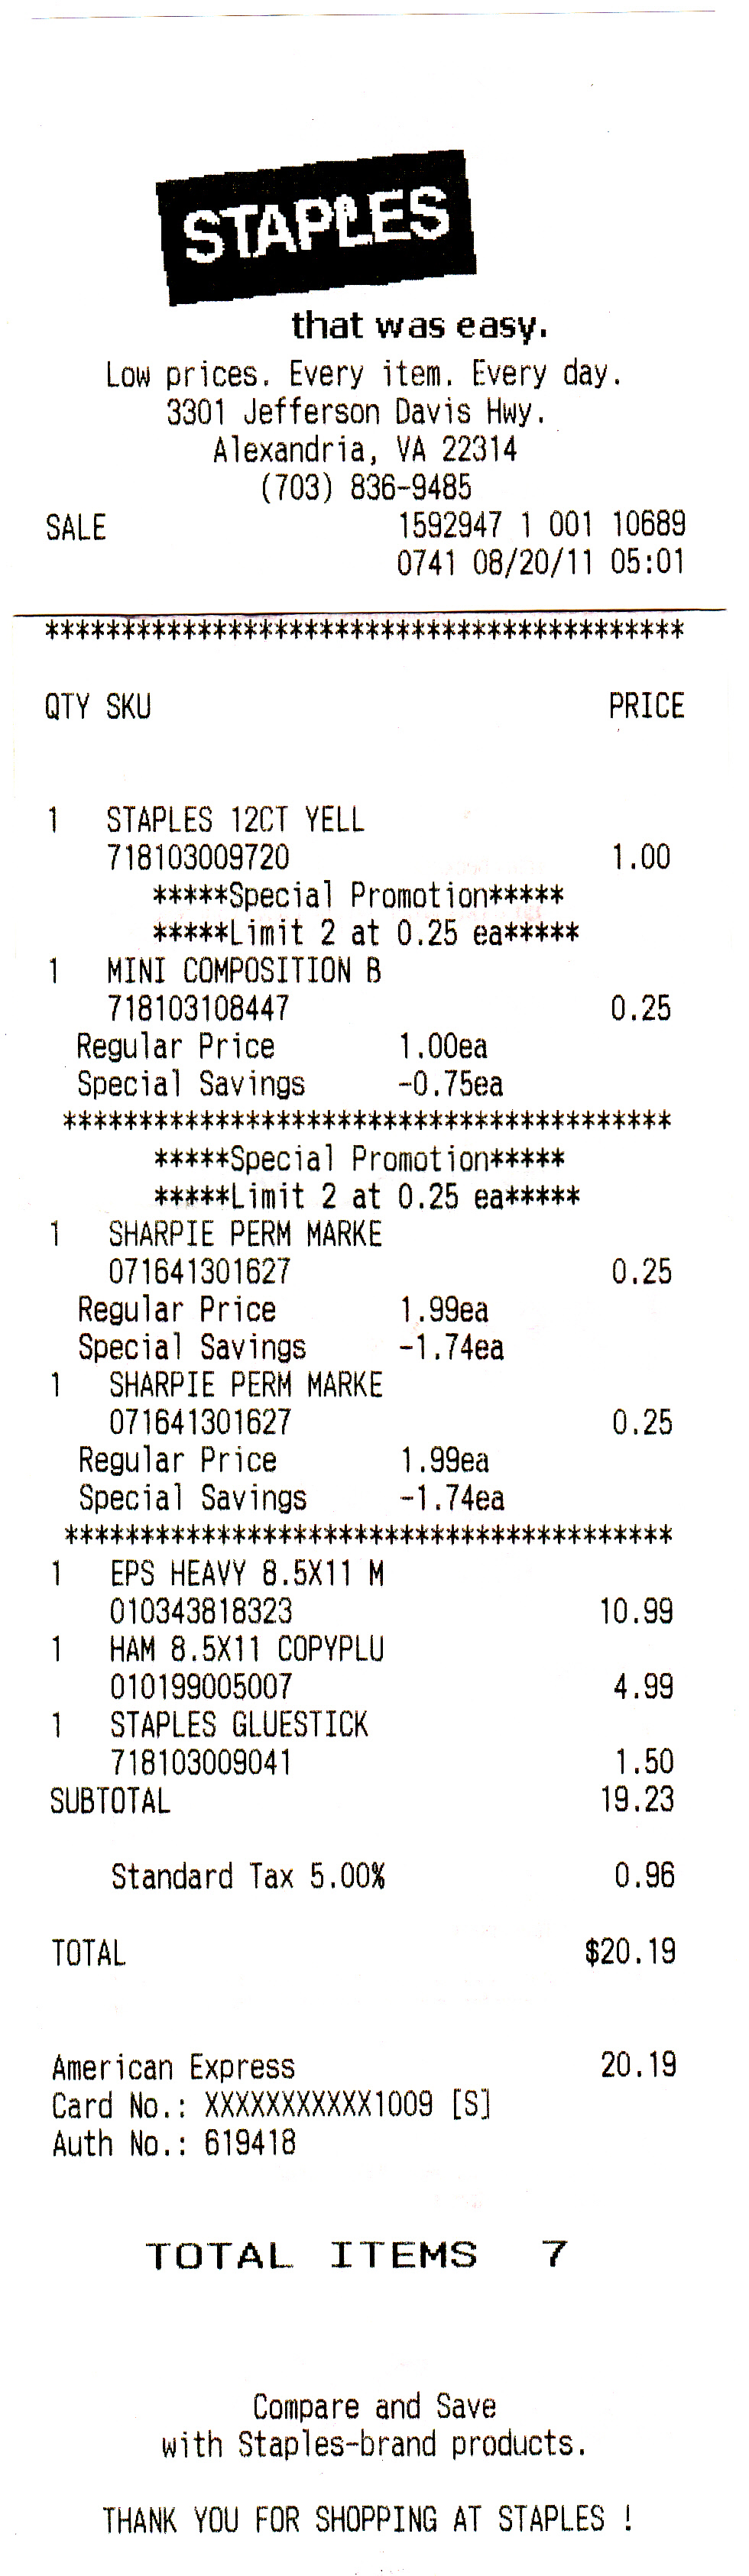 STAPLES
that was easy.
Low prices. Every item. Every day.
3301 Jefferson Davis Hwy.
Alexandria, VA 22314
(703) 836-9485
SALE 1592947 1 001 10689
0741 08/20/11 05:01
******************************************
QTY SKU PRICE
1 STAPLES 12CT YELL
718103009720 1.00
*****Special Promotion*****
*****Limit 2 at 0.25 ea*****
1 MINI COMPOSITION B
718103108447 0.25
Regular Price 1.00ea
Special Savings -0.75ea
****************************************
*****Special Promotion*****
*****Limit 2 at 0.25 ea*****
1 SHARPIE PERM MARKE
071641301627 0.25
Regular Price 1.99ea
Special Savings -1.74ea
1 SHARPIE PERM MARKE
071641301627 0.25
Regular Price 1.99ea
Special Savings -1.74ea
****************************************
1 EPS HEAVY 8.5X11 M
010343818323 10.99
1 HAM 8.5X11 COPYPLU
010199005007 4.99
1 STAPLES GLUESTICK
718103009041 1.50
SUBTOTAL 19.23
Standard Tax 5.00% 0.96
TOTAL $20.19
American Express 20.19
Card No.: XXXXXXXXXXX1009 [S]
Auth No.: 619418
TOTAL ITEMS 7
Compare and Save
with Staples-brand products.
THANK YOU FOR SHOPPING AT STAPLES !